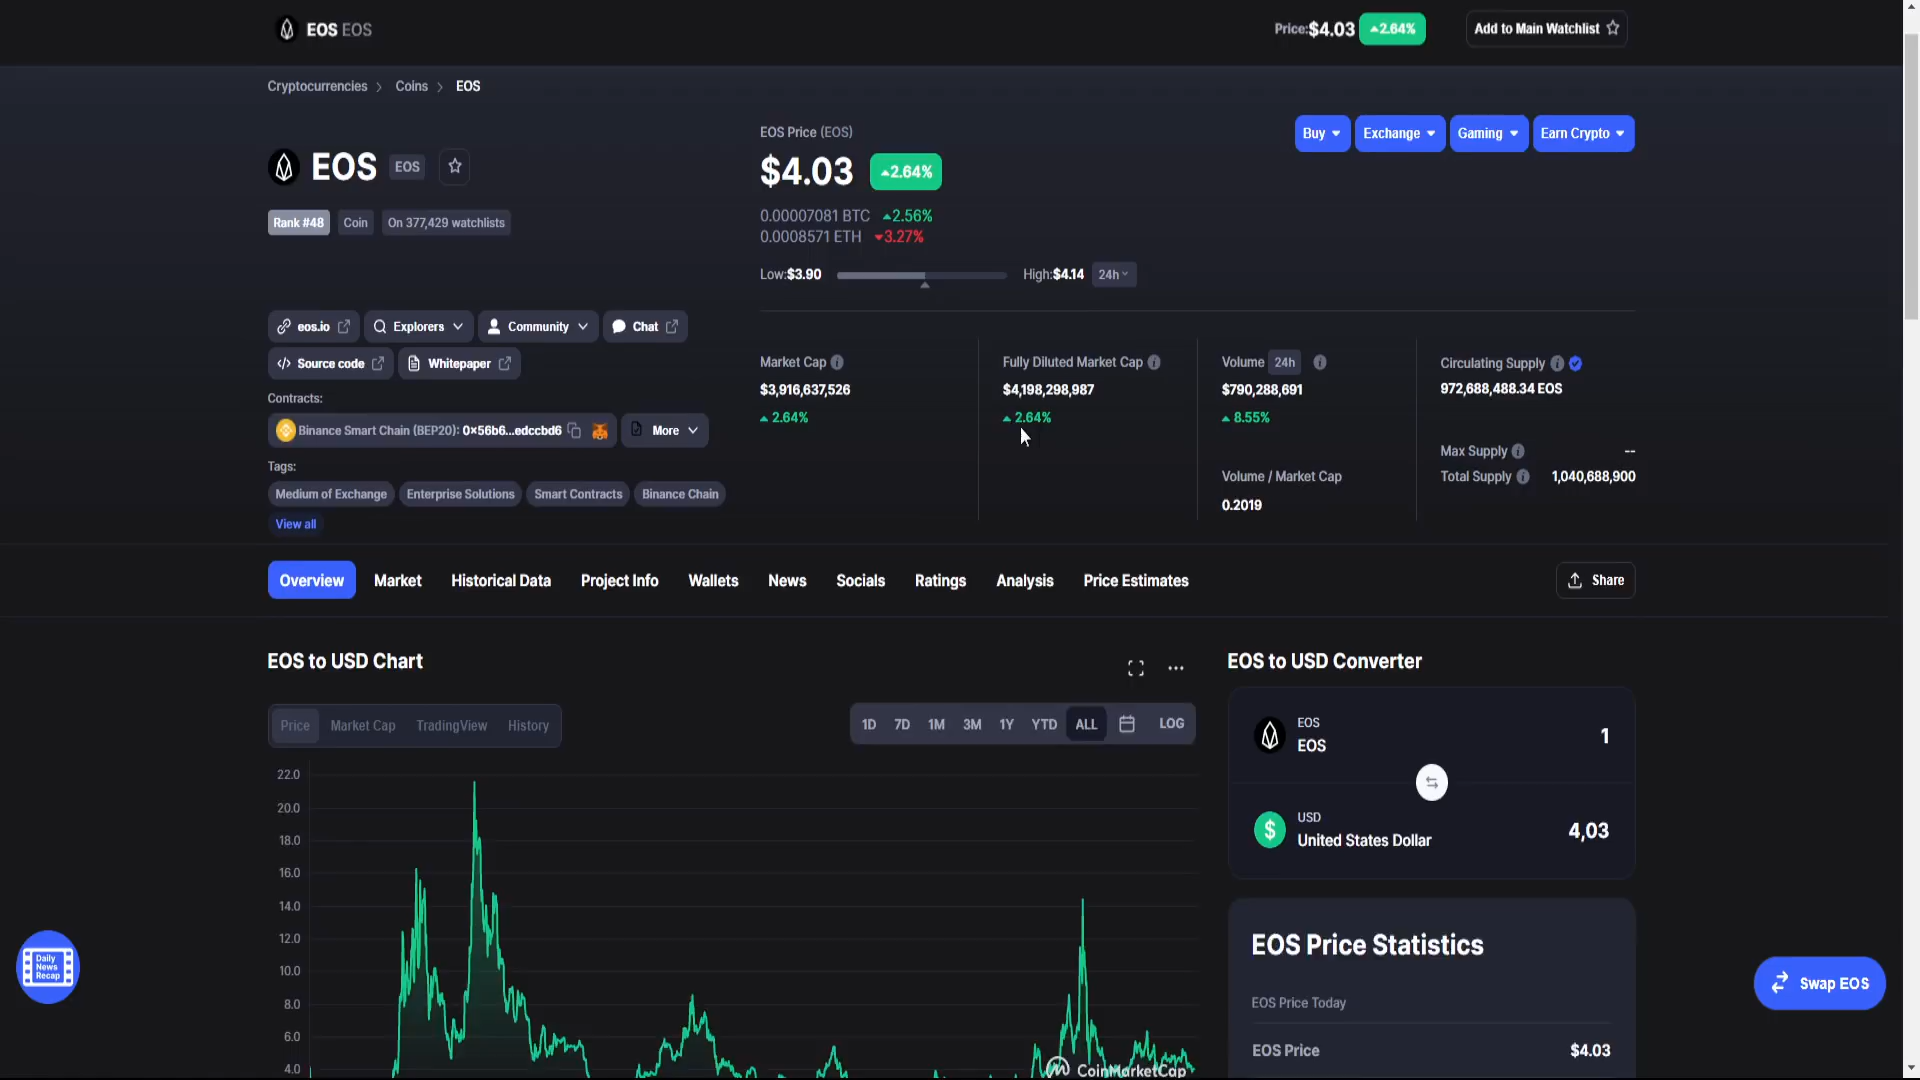 EOS EOS
Price:$4.03 2.64%
Add to Main Watchlist
Cryptocurrencies Coins EOS
EOS EOS
Rank #48 Coin On 377,429 watchlists
EOS Price (EOS)
$4.03 2.64%
0.00007081 BTC 2.56%
0.0008571 ETH 3.27%
Low:$3.90 High:$4.14 24h
Buy Exchange Gaming Earn Crypto
eos.io Explorers Community Chat
Source code Whitepaper
Contracts:
Binance Smart Chain (BEP20): 0x56b6...edccbd6 More
Tags:
Medium of Exchange Enterprise Solutions Smart Contracts Binance Chain
View all
Market Cap
$3,916,637,526
2.64%
Fully Diluted Market Cap
$4,198,298,987
2.64%
Volume 24h
$790,288,691
8.55%
Volume / Market Cap
0.2019
Circulating Supply
972,688,488.34 EOS
Max Supply --
Total Supply 1,040,688,900
Overview Market Historical Data Project Info Wallets News Socials Ratings Analysis Price Estimates
Share
EOS to USD Chart
Price Market Cap TradingView History
1D 7D 1M 3M 1Y YTD ALL LOG
22.0
20.0
18.0
16.0
14.0
12.0
10.0
8.0
6.0
4.0
CoinMarketCap
EOS to USD Converter
EOS
EOS 1
USD
United States Dollar 4,03
EOS Price Statistics
EOS Price Today
EOS Price $4.03
Daily
News
Recap
Swap EOS